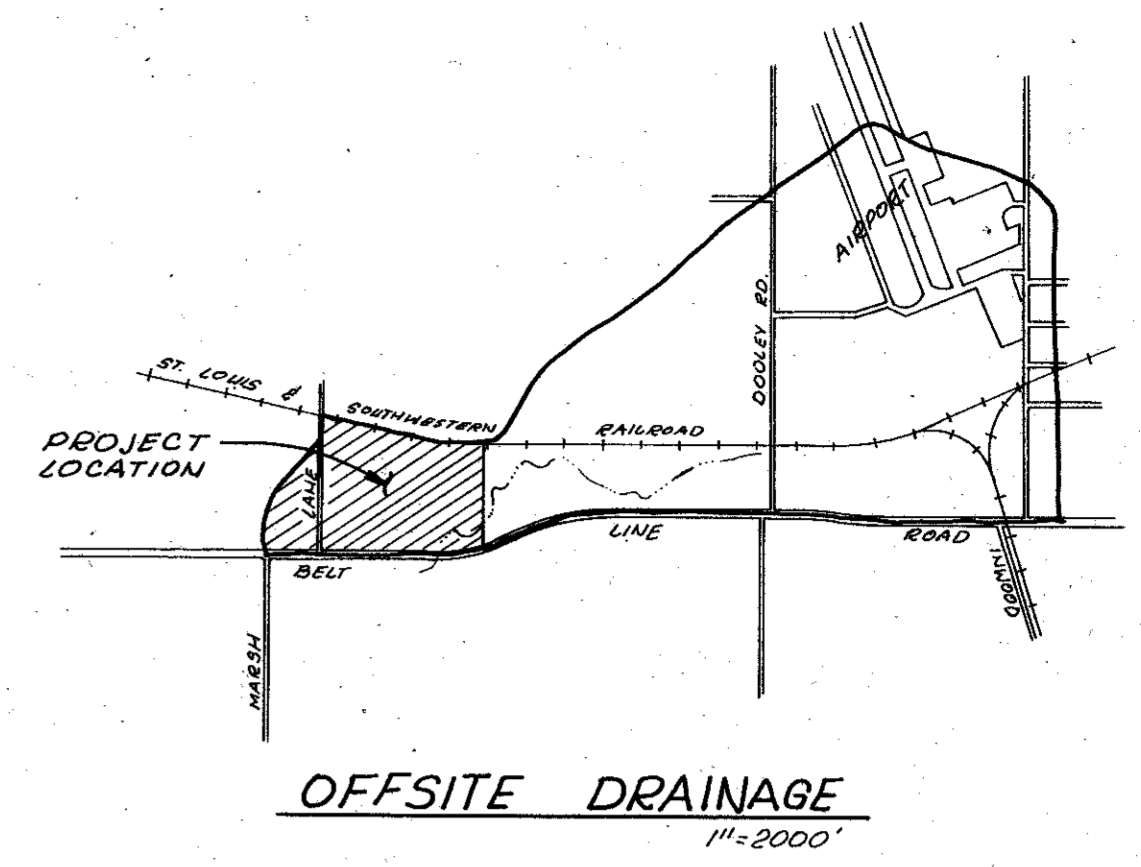 AIRPORT
DOOLEY RD.
ST. LOUIS & SOUTHWESTERN RAILROAD
PROJECT
LOCATION
LANE
BELT LINE ROAD
MARSH
INWOOD
OFFSITE DRAINAGE
1"=2000'